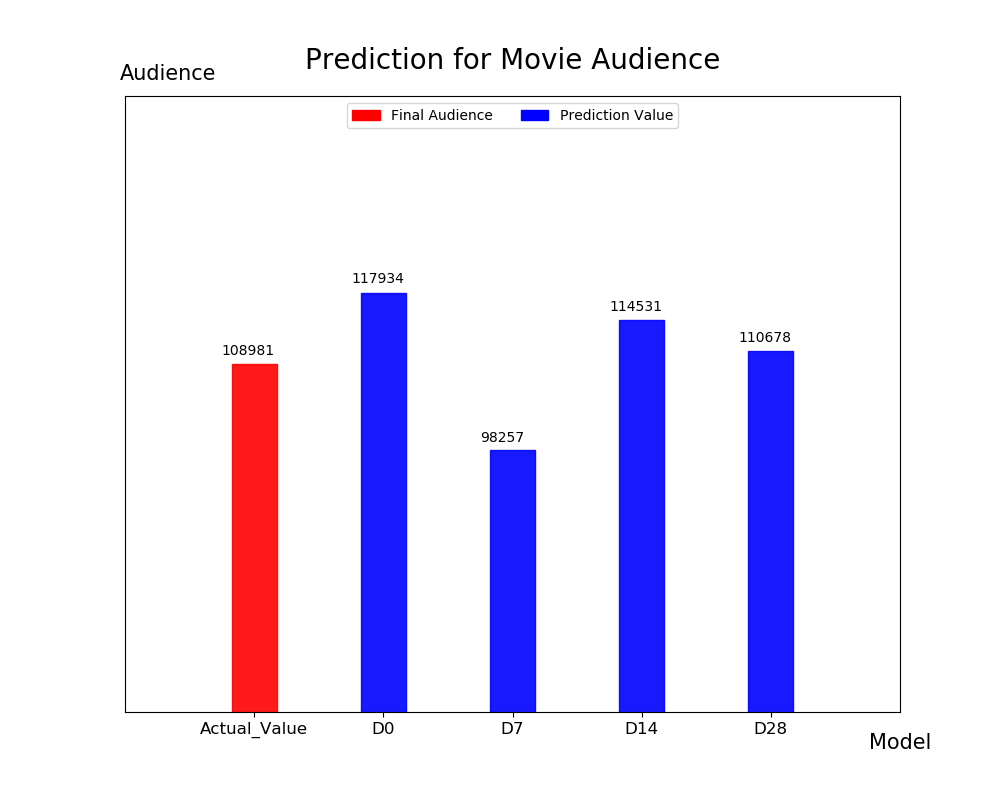 Prediction for Movie Audience
Audience
Final Audience
Prediction Value
117934
114531
110678
108981
98257
Actual_Value
D0
D7
D14
D28
Model